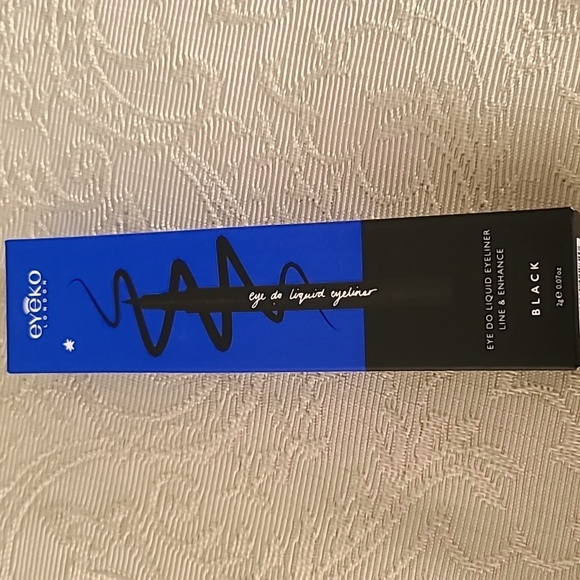 eyeko
LONDON
eye do liquid eyeliner
EYE DO LIQUID EYELINER
LINE & ENHANCE
BLACK
2g℮0.07oz